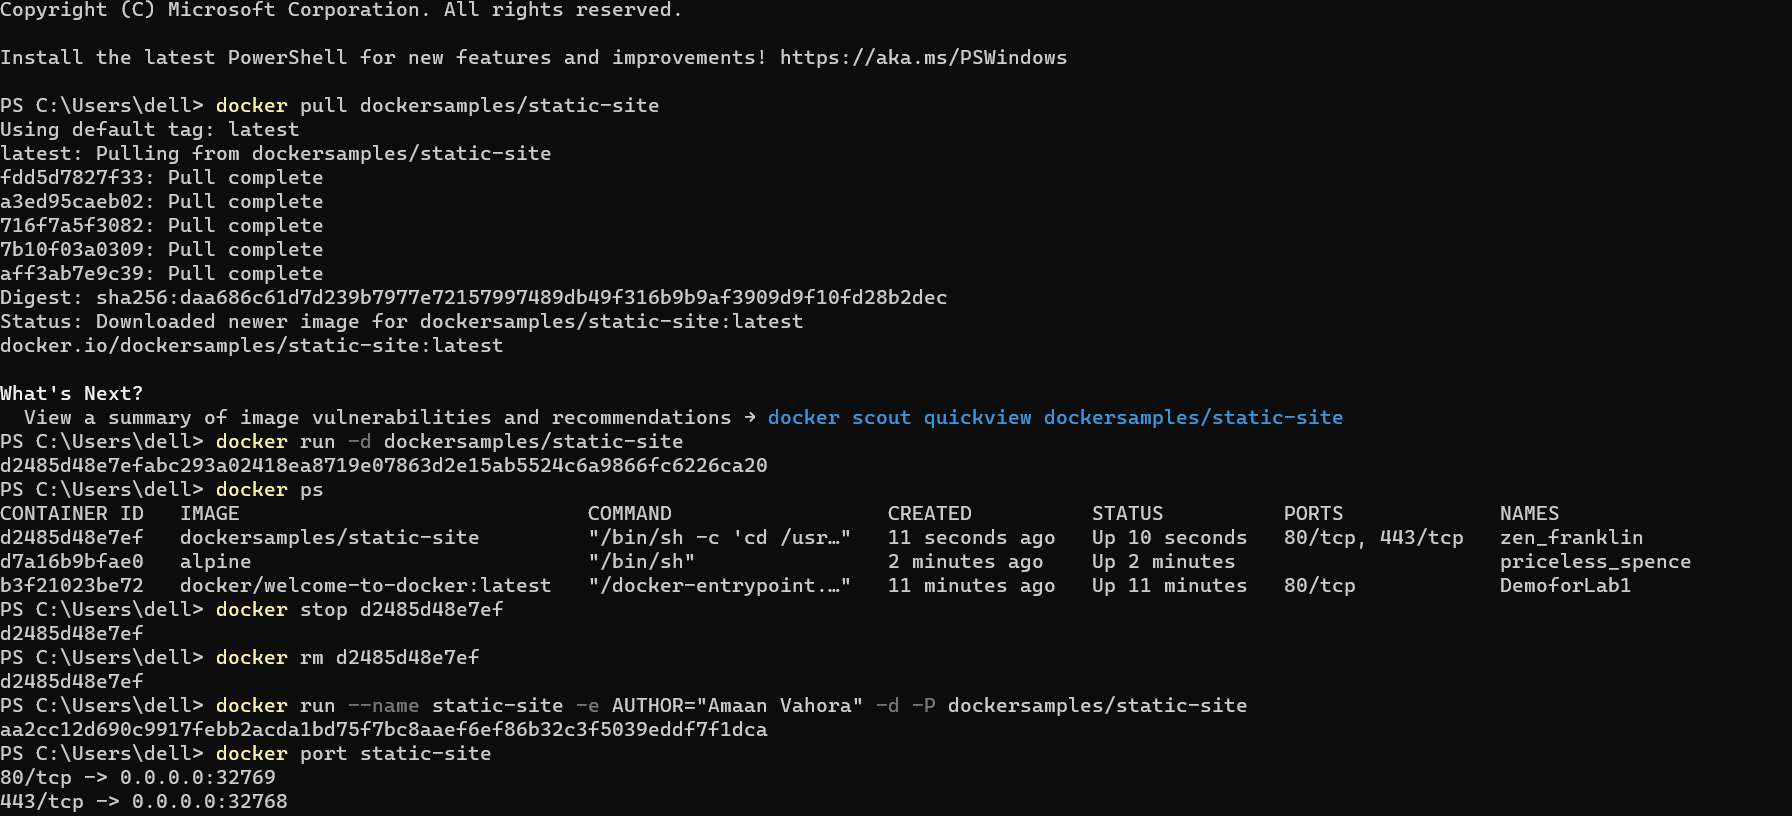 Copyright (C) Microsoft Corporation. All rights reserved.
Install the latest PowerShell for new features and improvements! https://aka.ms/PSWindows
PS C:\Users\dell> docker pull dockersamples/static-site
Using default tag: latest
latest: Pulling from dockersamples/static-site
fdd5d7827f33: Pull complete
a3ed95caeb02: Pull complete
716f7a5f3082: Pull complete
7b10f03a0309: Pull complete
aff3ab7e9c39: Pull complete
Digest: sha256:daa686c61d7d239b7977e72157997489db49f316b9b9af3909d9f10fd28b2dec
Status: Downloaded newer image for dockersamples/static-site:latest
docker.io/dockersamples/static-site:latest
What's Next?
  View a summary of image vulnerabilities and recommendations → docker scout quickview dockersamples/static-site
PS C:\Users\dell> docker run -d dockersamples/static-site
d2485d48e7efabc293a02418ea8719e07863d2e15ab5524c6a9866fc6226ca20
PS C:\Users\dell> docker ps
CONTAINER ID   IMAGE                             COMMAND                  CREATED          STATUS          PORTS             NAMES
d2485d48e7ef   dockersamples/static-site         "/bin/sh -c 'cd /usr…"   11 seconds ago   Up 10 seconds   80/tcp, 443/tcp   zen_franklin
d7a16b9bfae0   alpine                            "/bin/sh"                2 minutes ago    Up 2 minutes                      priceless_spence
b3f21023be72   docker/welcome-to-docker:latest   "/docker-entrypoint.…"   11 minutes ago   Up 11 minutes   80/tcp            DemoforLab1
PS C:\Users\dell> docker stop d2485d48e7ef
d2485d48e7ef
PS C:\Users\dell> docker rm d2485d48e7ef
d2485d48e7ef
PS C:\Users\dell> docker run --name static-site -e AUTHOR="Amaan Vahora" -d -P dockersamples/static-site
aa2cc12d690c9917febb2acda1bd75f7bc8aaef6ef86b32c3f5039eddf7f1dca
PS C:\Users\dell> docker port static-site
80/tcp -> 0.0.0.0:32769
443/tcp -> 0.0.0.0:32768